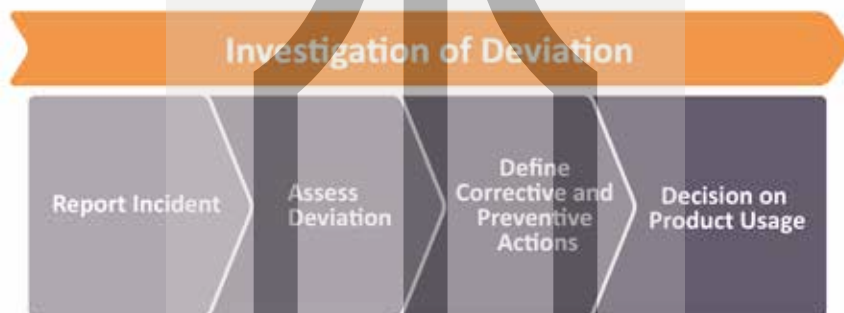 Investigation of Deviation
Report Incident
Assess
Deviation
Define
Corrective and
Preventive
Actions
Decision on
Product Usage